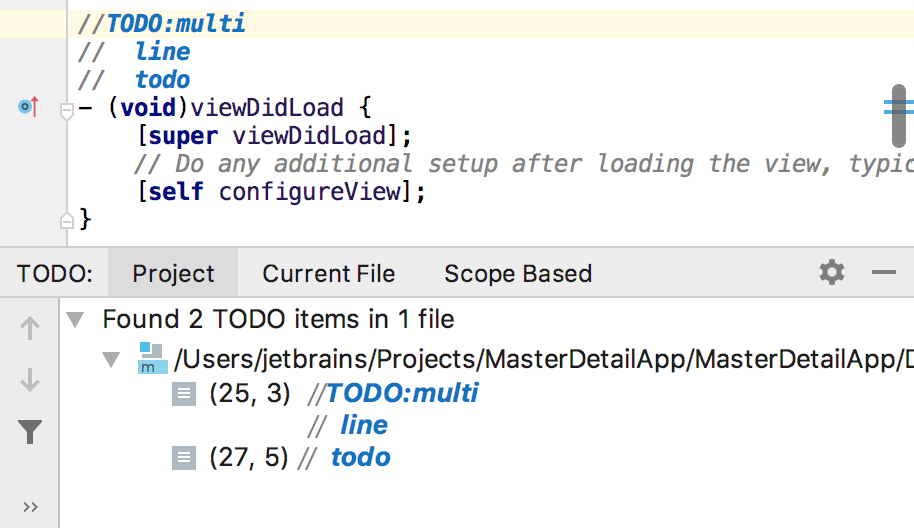 //TODO:multi
//  line
//  todo
- (void)viewDidLoad {
    [super viewDidLoad];
    // Do any additional setup after loading the view, typic
    [self configureView];
}
TODO: Project Current File Scope Based
Found 2 TODO items in 1 file
m /Users/jetbrains/Projects/MasterDetailApp/MasterDetailApp/D
(25, 3) //TODO:multi
// line
(27, 5) // todo